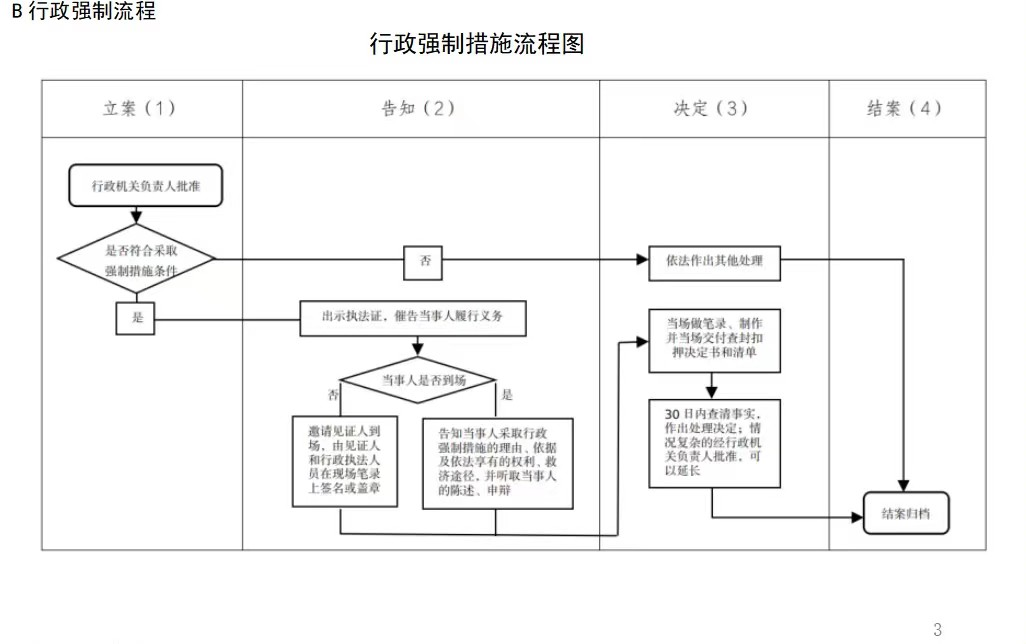 B 行政强制流程
行政强制措施流程图
立案（1）
告知（2）
决定（3）
结案（4）
行政机关负责人批准
是否符合采取
强制措施条件
否
依法作出其他处理
是
出示执法证，催告当事人履行义务
当场做笔录、制作
并当场交付查封扣
押决定书和清单
当事人是否到场
否
是
邀请见证人到
场，由见证人
和行政执法人
员在现场笔录
上签名或盖章
告知当事人采取行政
强制措施的理由、依据
及依法享有的权利、救
济途径，并听取当事人
的陈述、申辩
30 日内查清事实，
作出处理决定；情
况复杂的经行政机
关负责人批准，可
以延长
结案归档
3